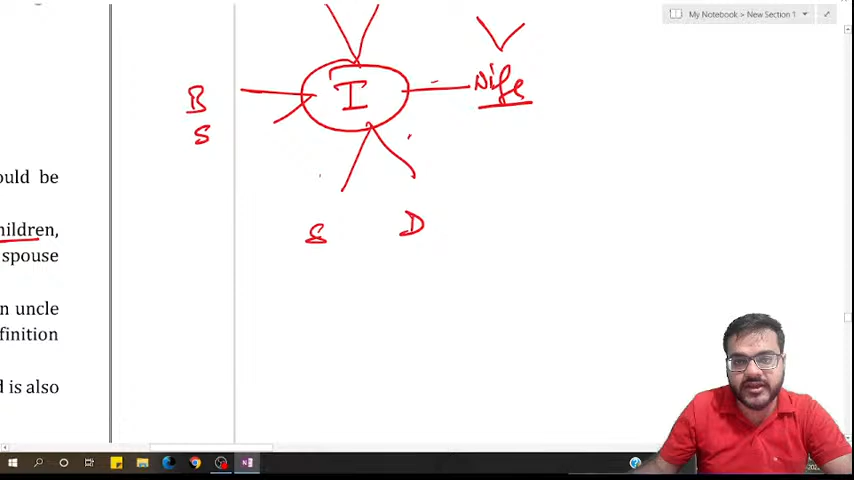 My Notebook > New Section 1
I
Wife
B
S
ould be
hildren,
spouse
n uncle
finition
d is also
S
D